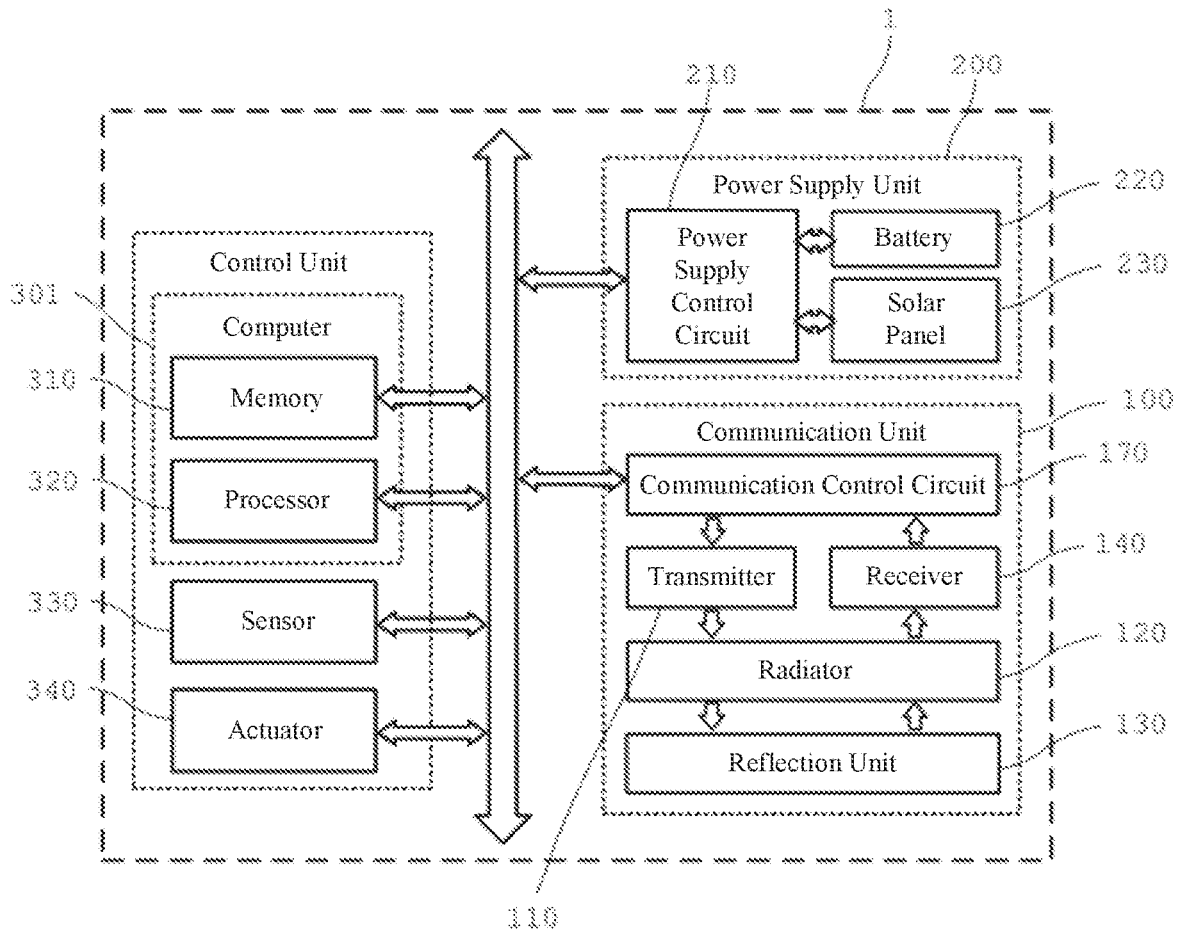 1
210
200
Power Supply Unit
220
Power
Supply
Control
Circuit
Battery
230
Solar
Panel
Control Unit
301
Computer
310
Memory
320
Processor
330
Sensor
340
Actuator
100
Communication Unit
170
Communication Control Circuit
140
Transmitter
Receiver
120
Radiator
130
Reflection Unit
110